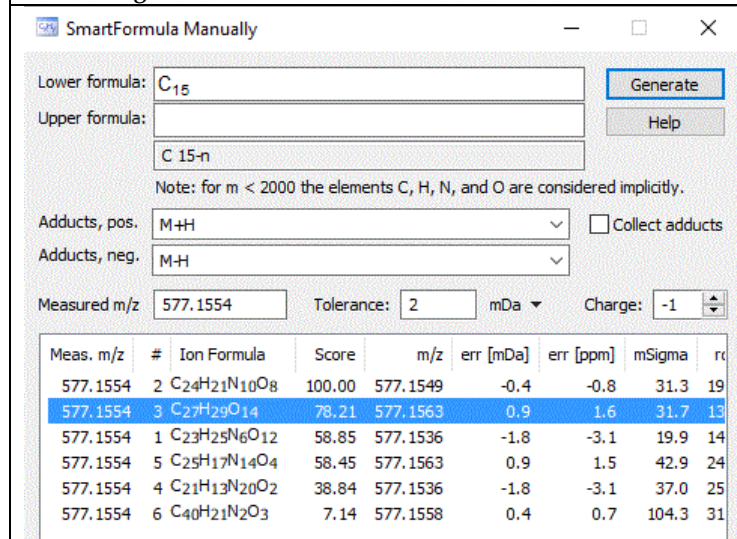 SmartFormula Manually
Lower formula: C15 Generate
Upper formula: Help
C 15-n
Note: for m < 2000 the elements C, H, N, and O are considered implicitly.
Adducts, pos. M+H Collect adducts
Adducts, neg. M-H
Measured m/z 577.1554 Tolerance: 2 mDa Charge: -1
Meas. m/z # Ion Formula Score m/z err [mDa] err [ppm] mSigma
577.1554 2 C24H21N10O8 100.00 577.1549 -0.4 -0.8 31.3 19
577.1554 3 C27H29O14 78.21 577.1563 0.9 1.6 31.7 13
577.1554 1 C23H25N6O12 58.85 577.1536 -1.8 -3.1 19.9 14
577.1554 5 C25H17N14O4 58.45 577.1563 0.9 1.5 42.9 24
577.1554 4 C21H13N20O2 38.84 577.1536 -1.8 -3.1 37.0 25
577.1554 6 C40H21N2O3 7.14 577.1558 0.4 0.7 104.3 31